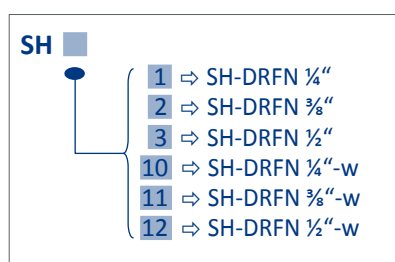 SH
1 ⇨ SH-DRFN ¼“
2 ⇨ SH-DRFN ⅜“
3 ⇨ SH-DRFN ½“
10 ⇨ SH-DRFN ¼“-w
11 ⇨ SH-DRFN ⅜“-w
12 ⇨ SH-DRFN ½“-w